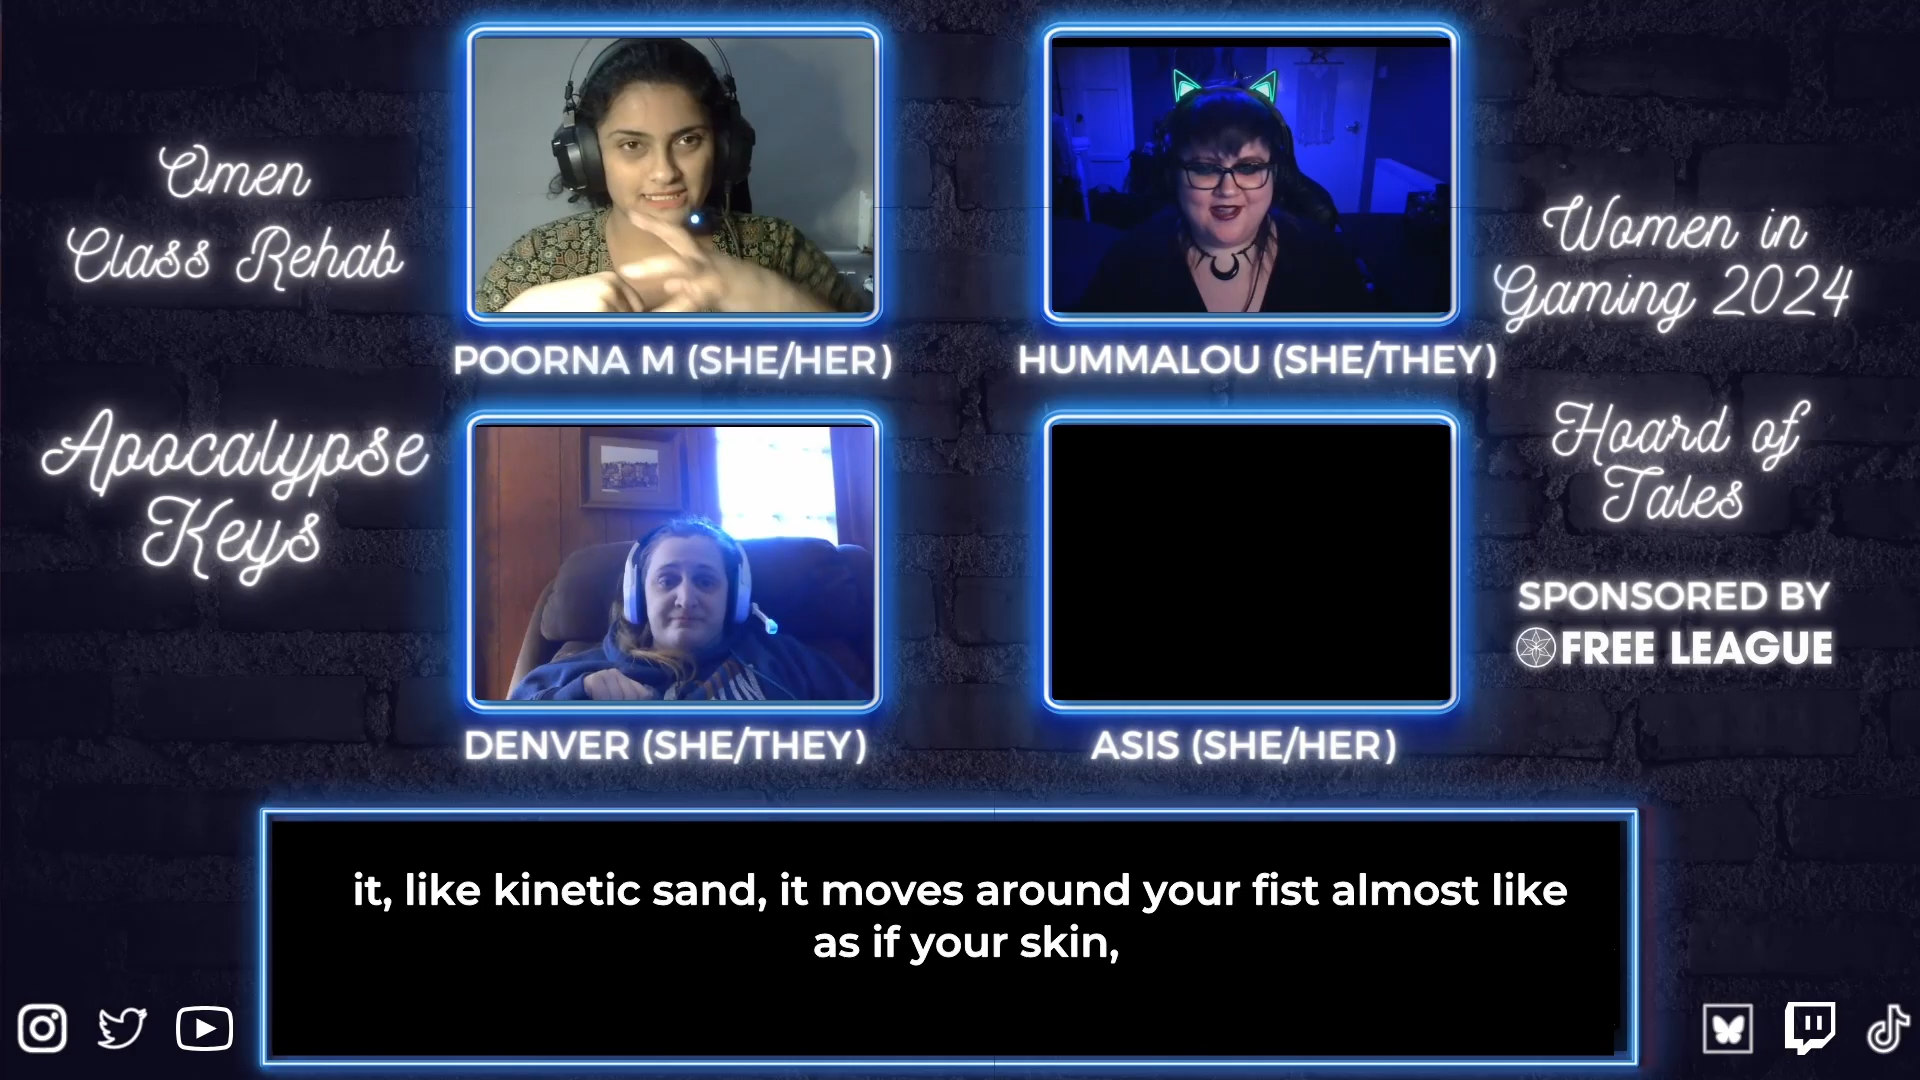 Omen
Class Rehab
Apocalypse
Keys
POORNA M (SHE/HER)
HUMMALOU (SHE/THEY)
DENVER (SHE/THEY)
ASIS (SHE/HER)
Women in
Gaming 2024
Hoard of
Tales
SPONSORED BY
FREE LEAGUE
it, like kinetic sand, it moves around your fist almost like
as if your skin,